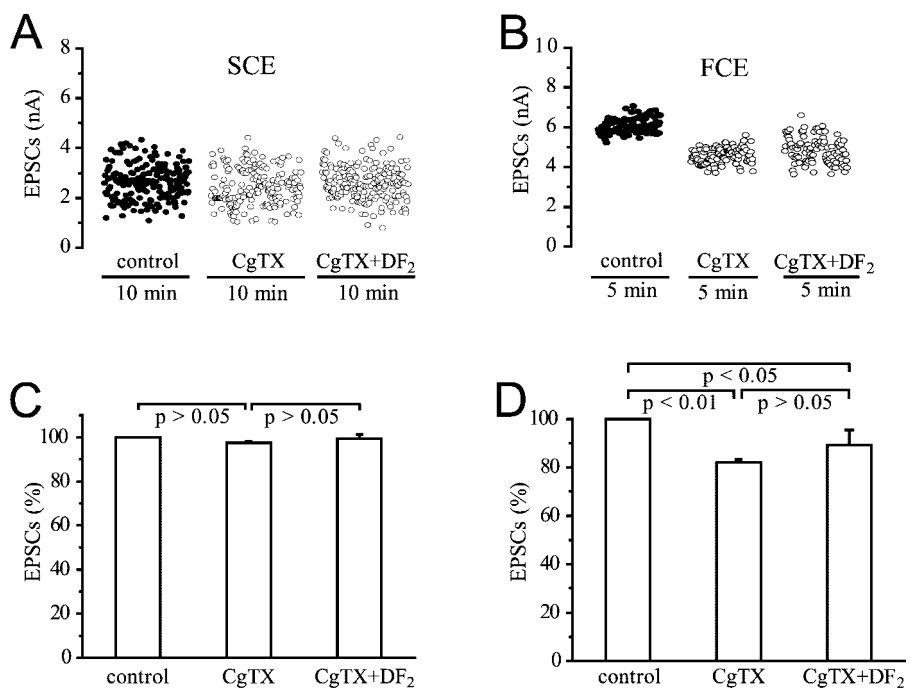 A
SCE
EPSCs (nA)
8
6
4
2
0
control
CgTX
CgTX+DF2
10 min
10 min
10 min
B
FCE
EPSCs (nA)
10
8
6
4
2
0
control
CgTX
CgTX+DF2
5 min
5 min
5 min
C
p > 0.05
p > 0.05
EPSCs (%)
100
80
60
40
20
0
control
CgTX
CgTX+DF2
D
p < 0.05
p < 0.01
p > 0.05
EPSCs (%)
100
80
60
40
20
0
control
CgTX
CgTX+DF2